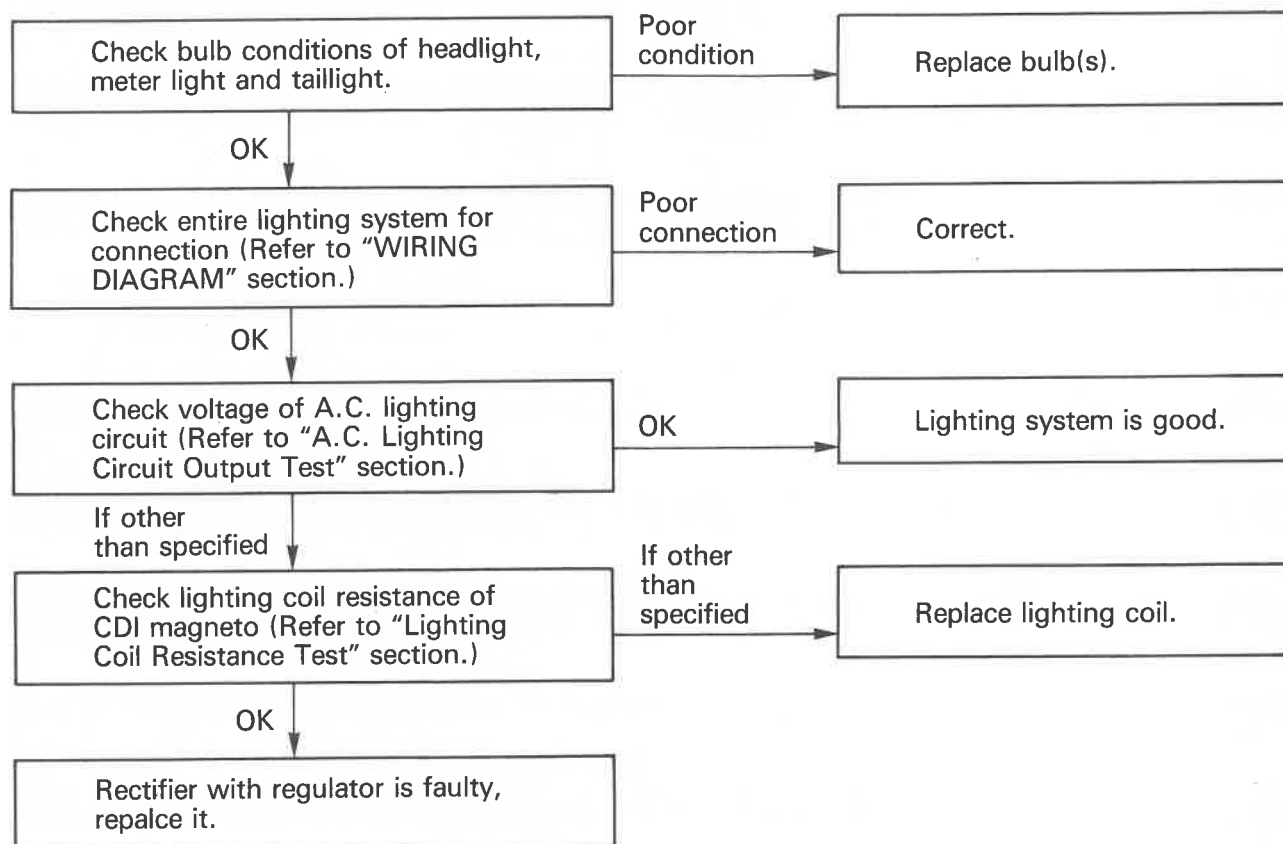 Check bulb conditions of headlight,
meter light and taillight.
Poor
condition
Replace bulb(s).
OK
Check entire lighting system for
connection (Refer to “WIRING
DIAGRAM” section.)
Poor
connection
Correct.
OK
Check voltage of A.C. lighting
circuit (Refer to “A.C. Lighting
Circuit Output Test” section.)
OK
Lighting system is good.
If other
than specified
Check lighting coil resistance of
CDI magneto (Refer to “Lighting
Coil Resistance Test” section.)
If other
than
specified
Replace lighting coil.
OK
Rectifier with regulator is faulty,
repalce it.